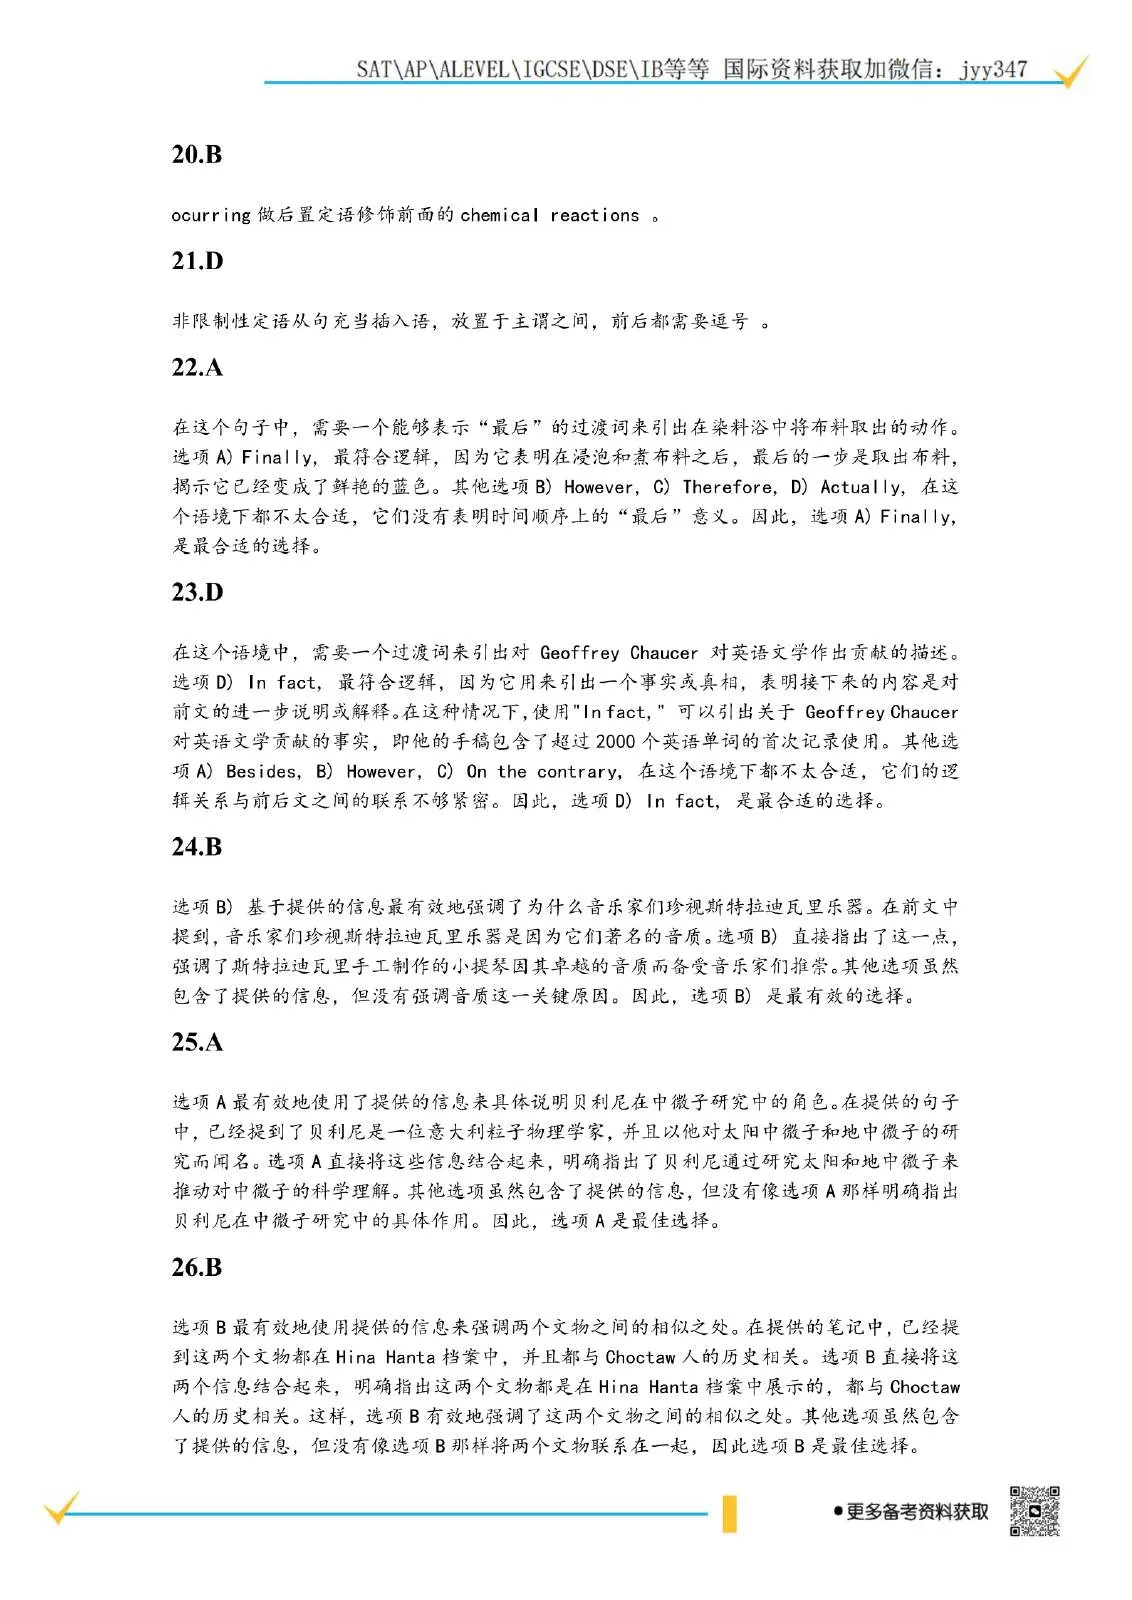 SAT\AP\ALEVEL\IGCSE\DSE\IB等等 国际资料获取加微信：jyy347
20.B
ocurring 做后置定语修饰前面的 chemical reactions 。
21.D
非限制性定语从句充当插入语，放置于主谓之间，前后都需要逗号 。
22.A
在这个句子中，需要一个能够表示“最后”的过渡词来引出在染料浴中将布料取出的动作。
选项 A) Finally, 最符合逻辑，因为它表明在浸泡和煮布料之后，最后的一步是取出布料，
揭示它已经变成了鲜艳的蓝色。其他选项 B) However, C) Therefore, D) Actually, 在这
个语境下都不太合适，它们没有表明时间顺序上的“最后”意义。因此，选项 A) Finally,
是最合适的选择。
23.D
在这个语境中，需要一个过渡词来引出对 Geoffrey Chaucer 对英语文学作出贡献的描述。
选项 D) In fact, 最符合逻辑，因为它用来引出一个事实或真相，表明接下来的内容是对
前文的进一步说明或解释。在这种情况下，使用"In fact," 可以引出关于 Geoffrey Chaucer
对英语文学贡献的事实，即他的手稿包含了超过 2000 个英语单词的首次记录使用。其他选
项 A) Besides, B) However, C) On the contrary, 在这个语境下都不太合适，它们的逻
辑关系与前后文之间的联系不够紧密。因此，选项 D) In fact, 是最合适的选择。
24.B
选项 B) 基于提供的信息最有效地强调了为什么音乐家们珍视斯特拉迪瓦里乐器。在前文中
提到，音乐家们珍视斯特拉迪瓦里乐器是因为它们著名的音质。选项 B) 直接指出了这一点，
强调了斯特拉迪瓦里手工制作的小提琴因其卓越的音质而备受音乐家们推崇。其他选项虽然
包含了提供的信息，但没有强调音质这一关键原因。因此，选项 B) 是最有效的选择。
25.A
选项 A 最有效地使用了提供的信息来具体说明贝利尼在中微子研究中的角色。在提供的句子
中，已经提到了贝利尼是一位意大利粒子物理学家，并且以他对太阳中微子和地中微子的研
究而闻名。选项 A 直接将这些信息结合起来，明确指出了贝利尼通过研究太阳和地中微子来
推动对中微子的科学理解。其他选项虽然包含了提供的信息，但没有像选项 A 那样明确指出
贝利尼在中微子研究中的具体作用。因此，选项 A 是最佳选择。
26.B
选项 B 最有效地使用提供的信息来强调两个文物之间的相似之处。在提供的笔记中，已经提
到这两个文物都在 Hina Hanta 档案中，并且都与 Choctaw 人的历史相关。选项 B 直接将这
两个信息结合起来，明确指出这两个文物都是在 Hina Hanta 档案中展示的，都与 Choctaw
人的历史相关。这样，选项 B 有效地强调了这两个文物之间的相似之处。其他选项虽然包含
了提供的信息，但没有像选项 B 那样将两个文物联系在一起，因此选项 B 是最佳选择。
●更多备考资料获取